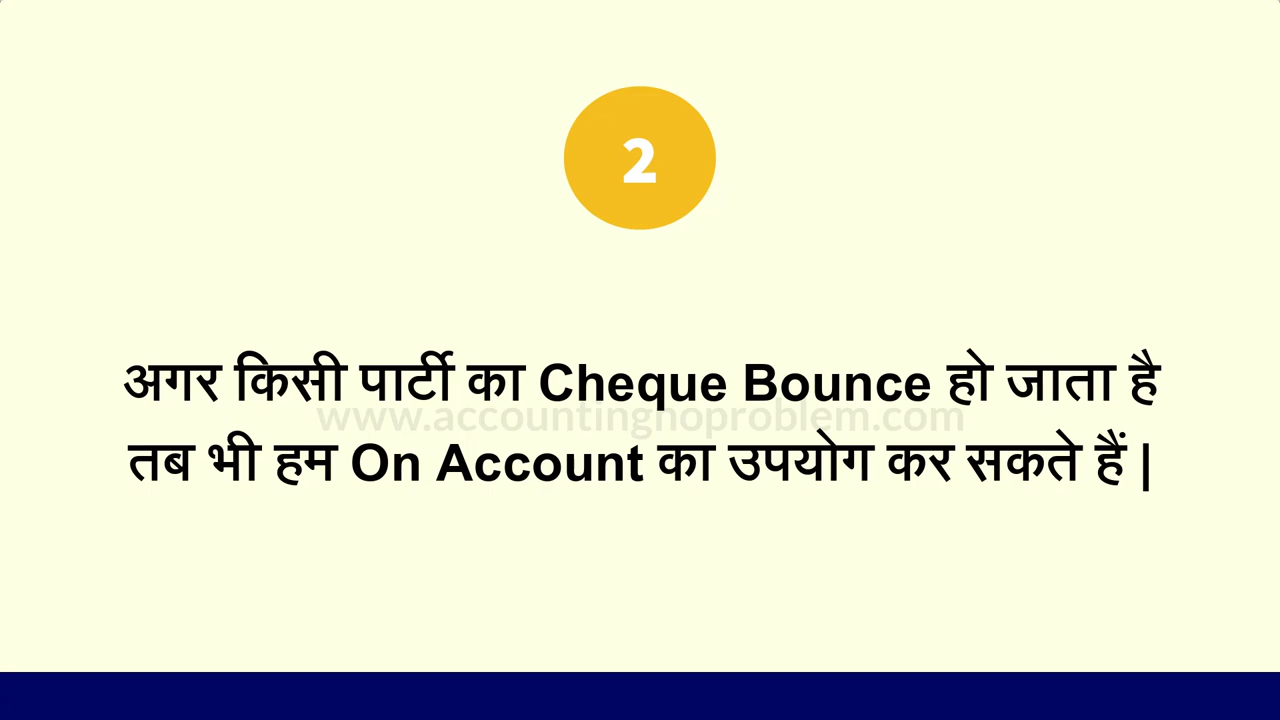 2
अगर किसी पार्टी का Cheque Bounce हो जाता है
www.accountingnoproblem.com
तब भी हम On Account का उपयोग कर सकते हैं |